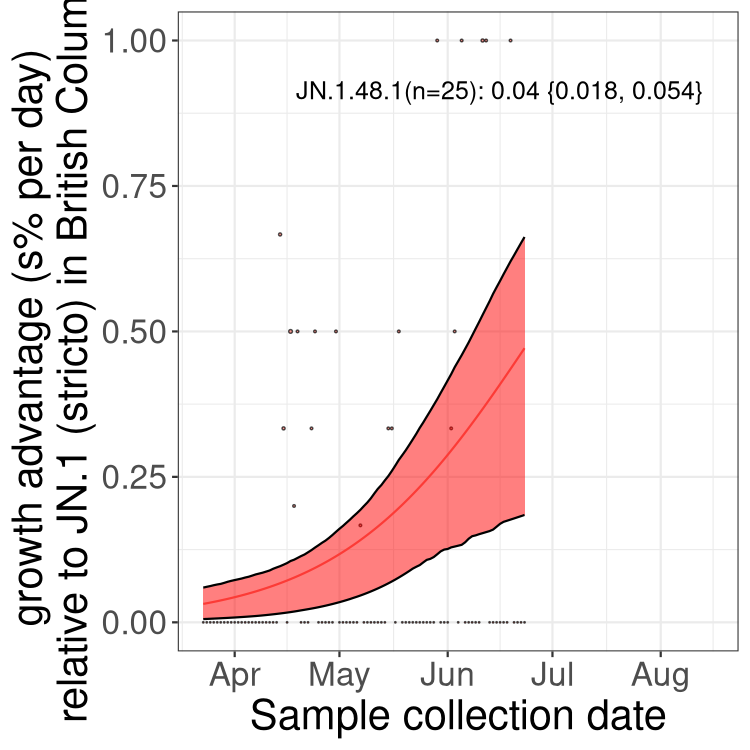 growth advantage (s% per day)
relative to JN.1 (stricto) in British Colum
1.00
0.75
0.50
0.25
0.00
JN.1.48.1(n=25): 0.04 {0.018, 0.054}
Apr May Jun Jul Aug
Sample collection date